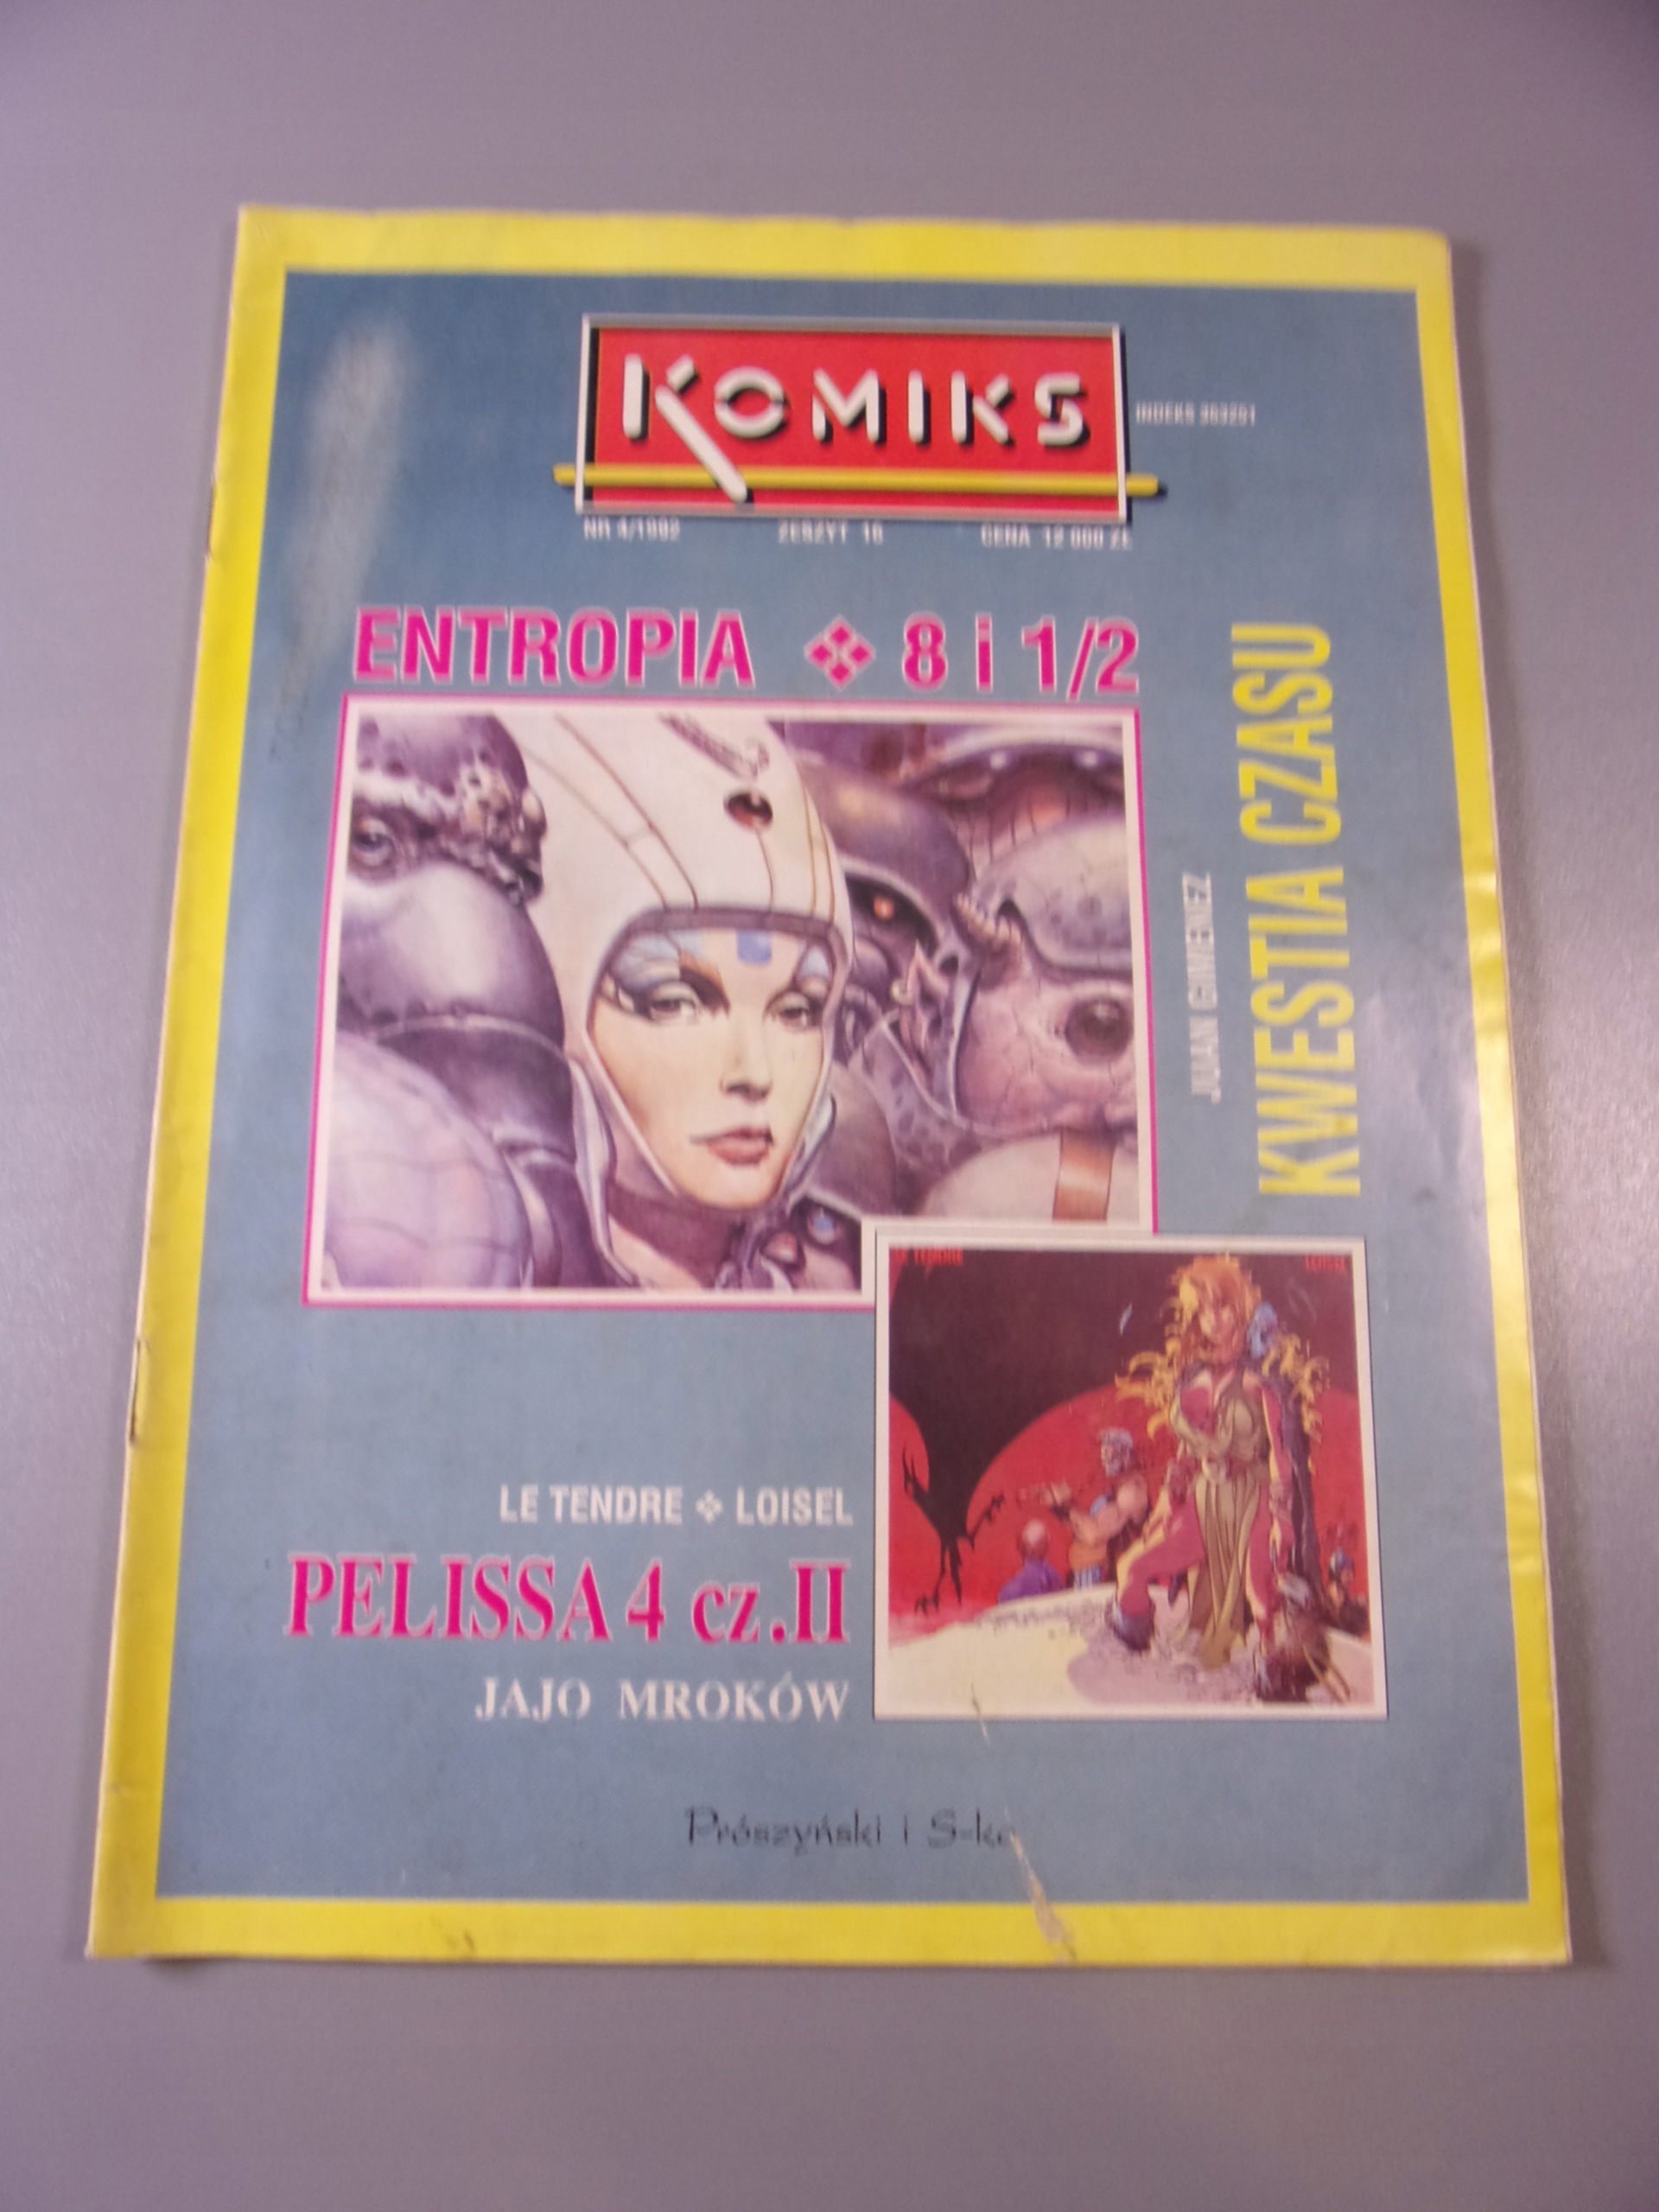 KOMIKS
INDEKS 353251
NR 4/1992 ZESZYT 18 CENA 12 000 ZŁ
ENTROPIA ❖ 8 i 1/2
JUAN GIMENEZ
KWESTIA CZASU
LE TENDRE LOISEL
LE TENDRE ❖ LOISEL
PELISSA 4 cz.II
JAJO MROKÓW
Prószyński i S-ka